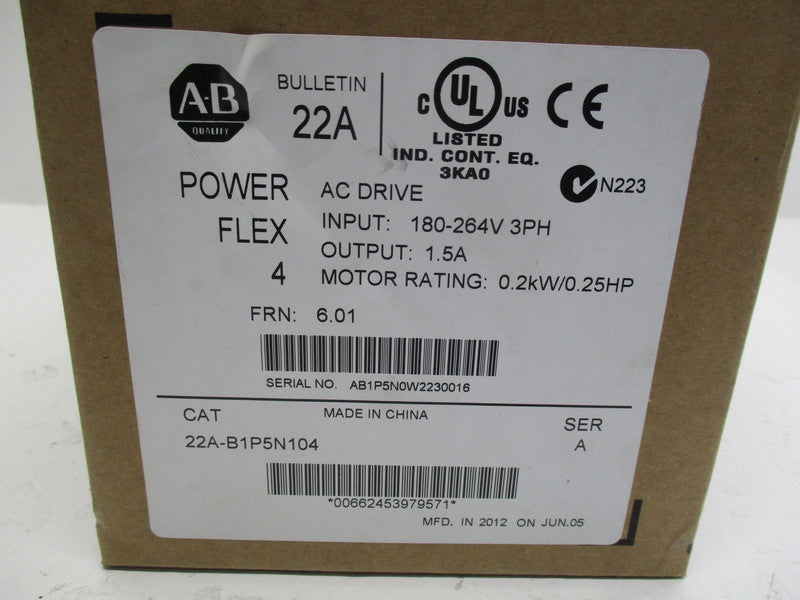 A-B
QUALITY
BULLETIN
22A
C UL US
LISTED
IND. CONT. EQ.
3KA0
CE
N223
POWER
FLEX
4
AC DRIVE
INPUT: 180-264V 3PH
OUTPUT: 1.5A
MOTOR RATING: 0.2kW/0.25HP
FRN: 6.01
SERIAL NO. AB1P5N0W2230016
CAT
MADE IN CHINA
SER
22A-B1P5N104
A
*00662453979571*
MFD. IN 2012 ON JUN.05